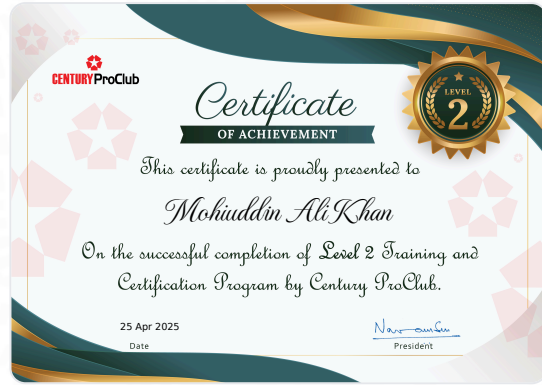 CENTURY ProClub
LEVEL
2
Certificate
OF ACHIEVEMENT
This certificate is proudly presented to
Mohiuddin Ali Khan
On the successful completion of Level 2 Training and
Certification Program by Century ProClub.
25 Apr 2025
Date
President